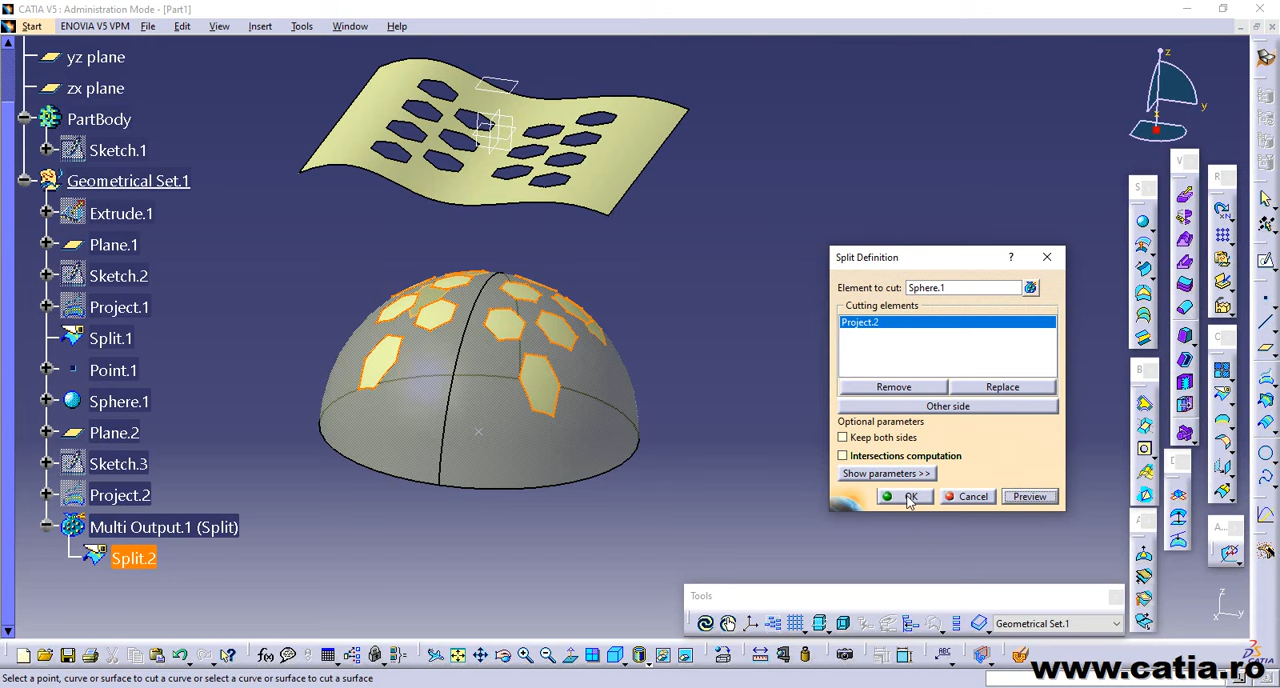 CATIA V5 : Administration Mode - [Part1]
Start ENOVIA V5 VPM File Edit View Insert Tools Window Help
yz plane
zx plane
PartBody
Sketch.1
Geometrical Set.1
Extrude.1
Plane.1
Sketch.2
Project.1
Split.1
Point.1
Sphere.1
Plane.2
Sketch.3
Project.2
Multi Output.1 (Split)
Split.2
z
y
x
Split Definition ?
Element to cut: Sphere.1
Cutting elements
Project.2
Remove Replace
Other side
Optional parameters
Keep both sides
Intersections computation
Show parameters >>
OK Cancel Preview
S
V
R
C
B
D
A
A...
Tools
Geometrical Set.1
z
y
x
f(x)
ABC
www.catia.ro
Select a point, curve or surface to cut a curve or select a curve or surface to cut a surface